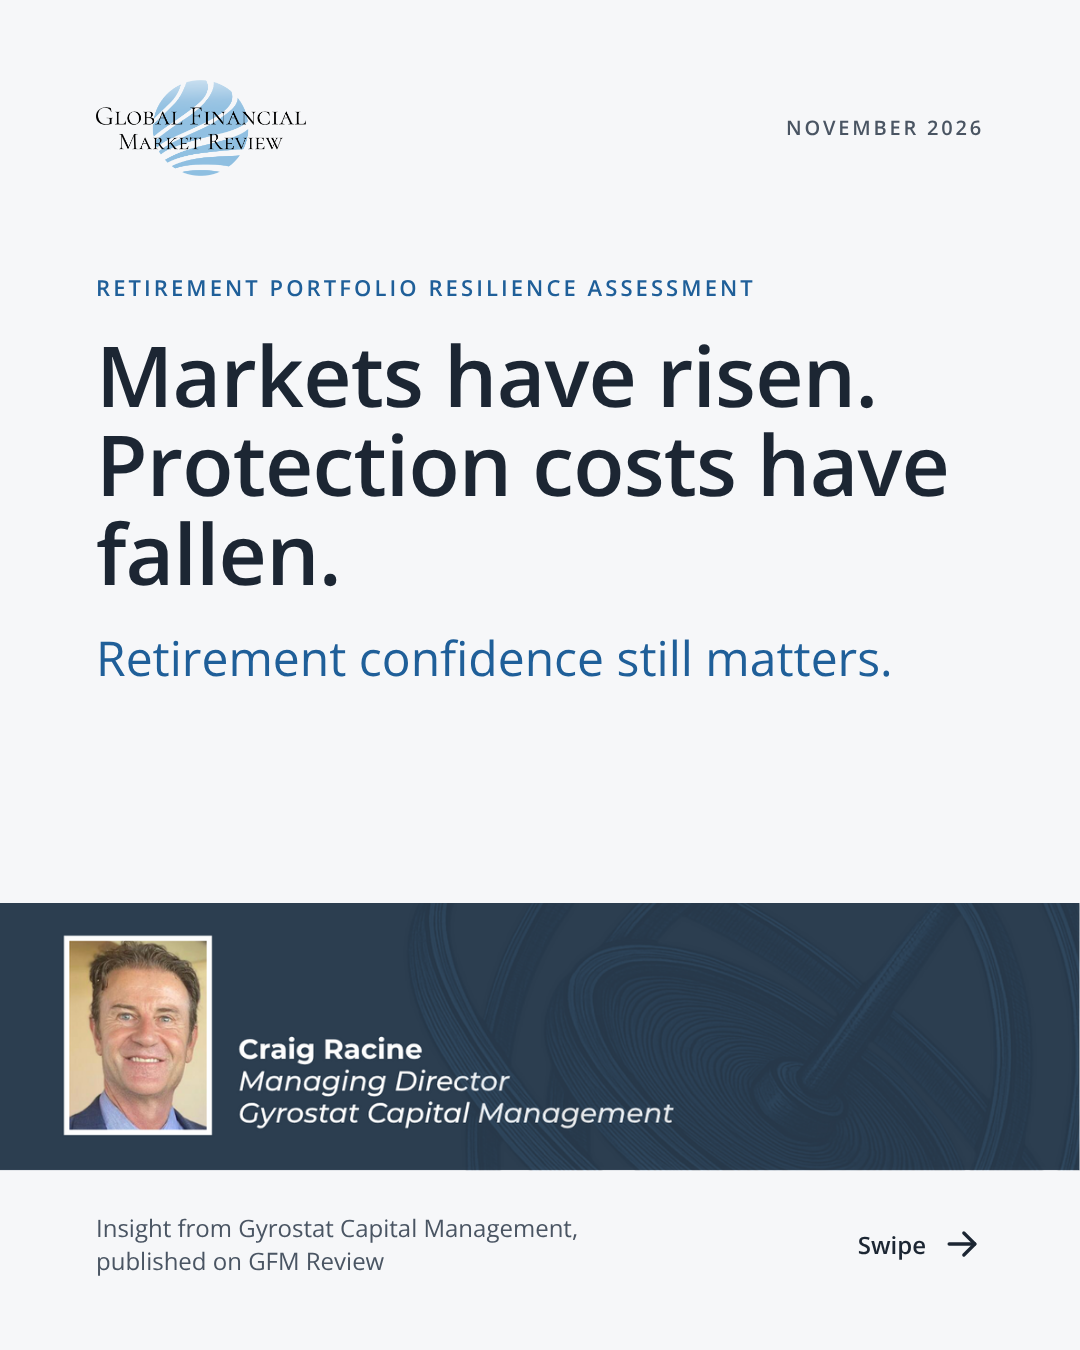 Global Financial
Market Review
NOVEMBER 2026
RETIREMENT PORTFOLIO RESILIENCE ASSESSMENT
Markets have risen.
Protection costs have
fallen.
Retirement confidence still matters.
Craig Racine
Managing Director
Gyrostat Capital Management
Insight from Gyrostat Capital Management,
published on GFM Review
Swipe →